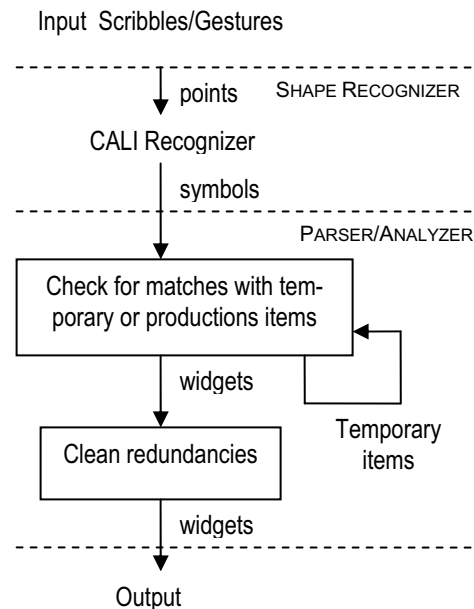 Input Scribbles/Gestures
points
SHAPE RECOGNIZER
CALI Recognizer
symbols
PARSER/ANALYZER
Check for matches with tem-
porary or productions items
widgets
Temporary
items
Clean redundancies
widgets
Output